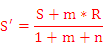 S' = S + m * R / 1 + m + n